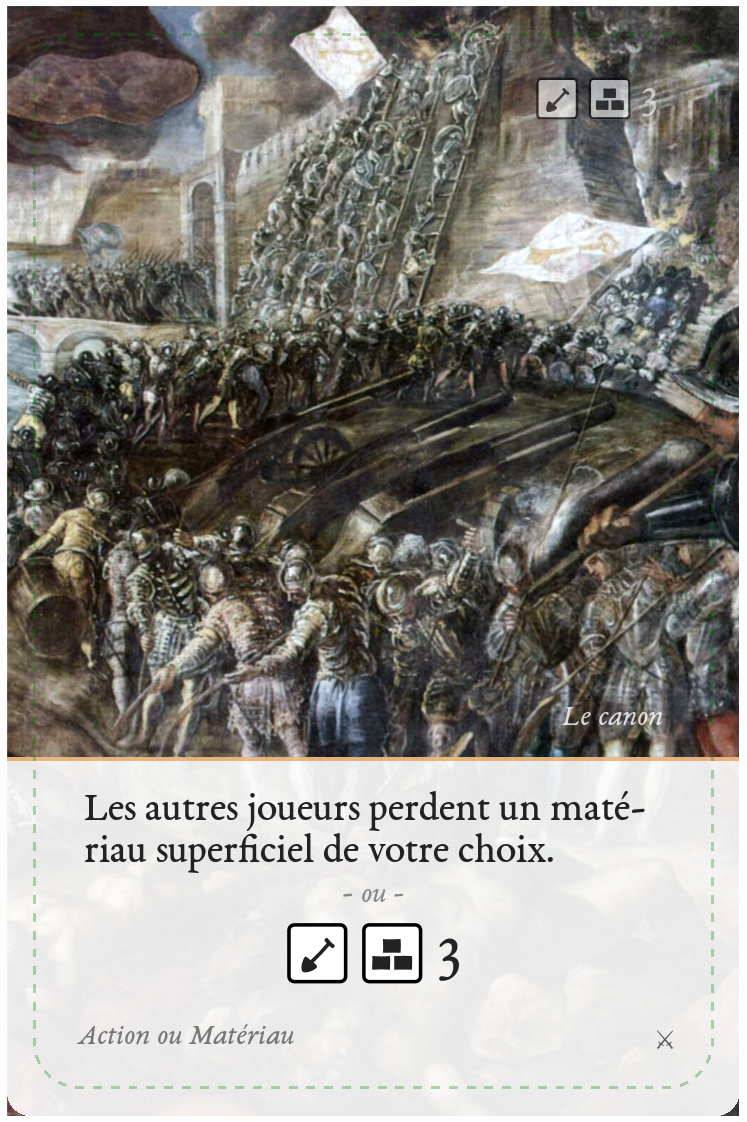 3
Le canon
Les autres joueurs perdent un maté-
riau superficiel de votre choix.
- ou -
3
Action ou Matériau